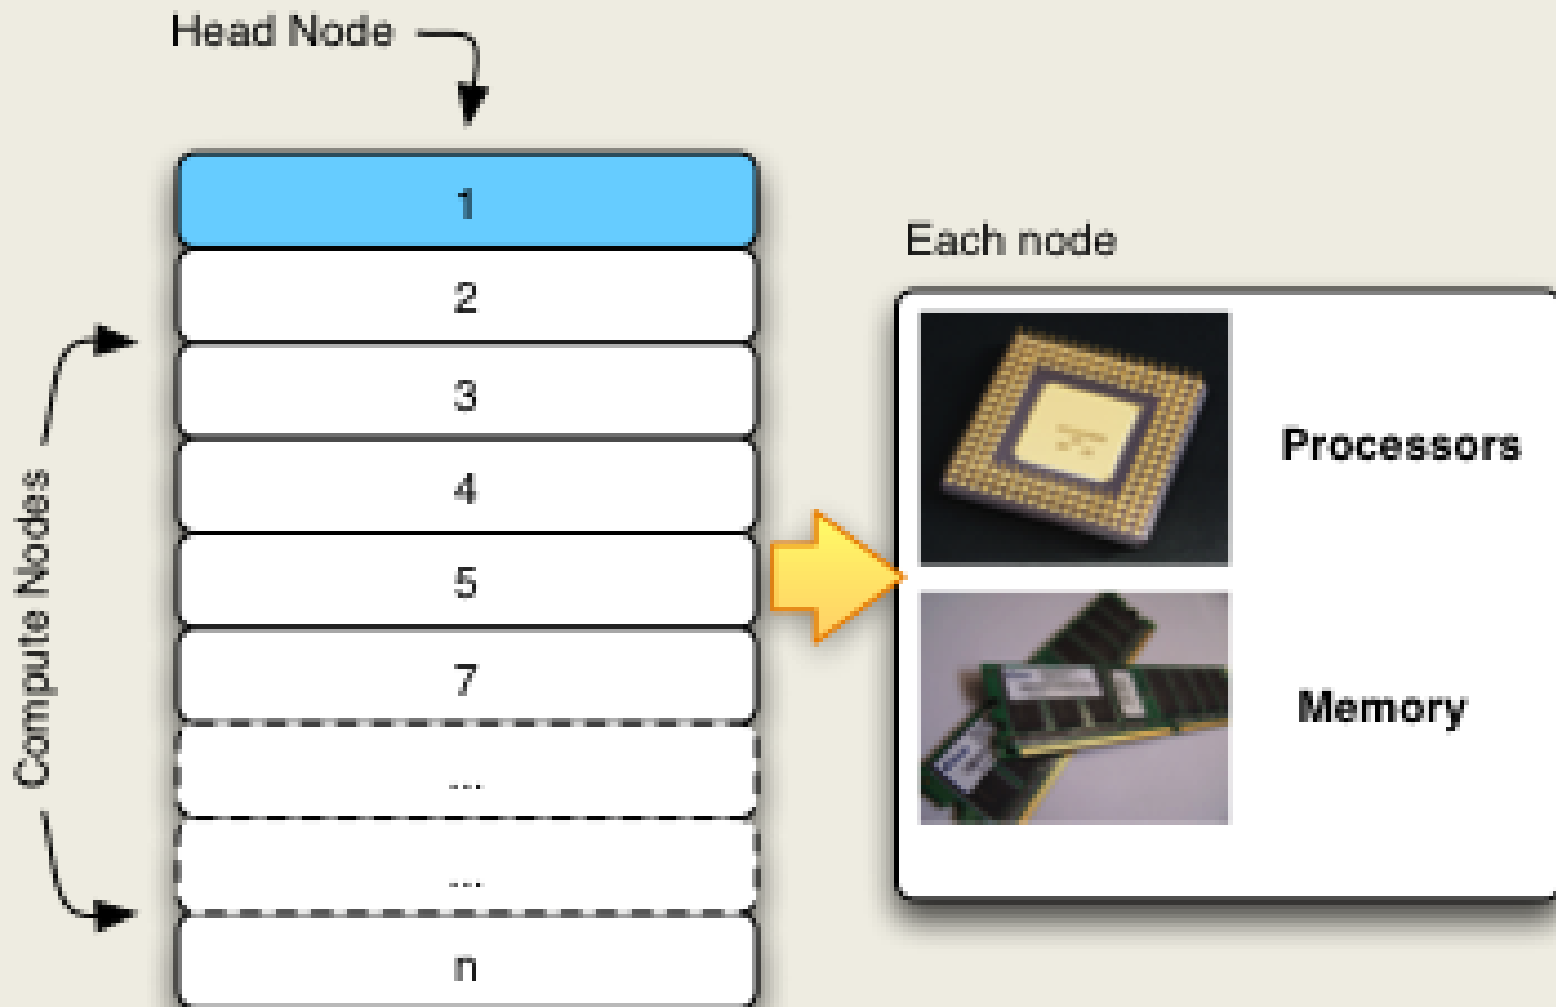 Head Node
1
2
3
4
5
7
...
...
n
Compute Nodes
Each node
Processors
Memory